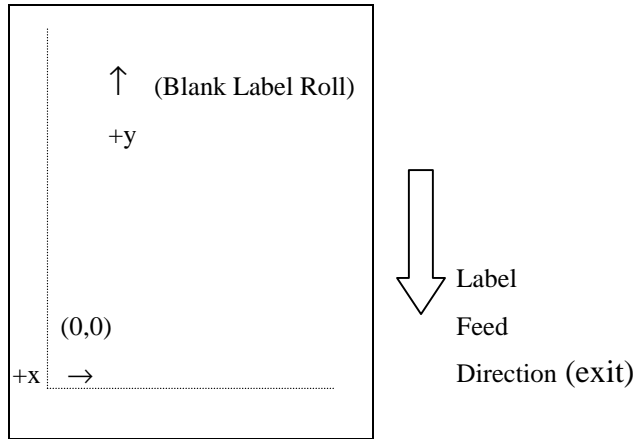 ↑ (Blank Label Roll)
+y
(0,0)
+x →
Label
Feed
Direction (exit)